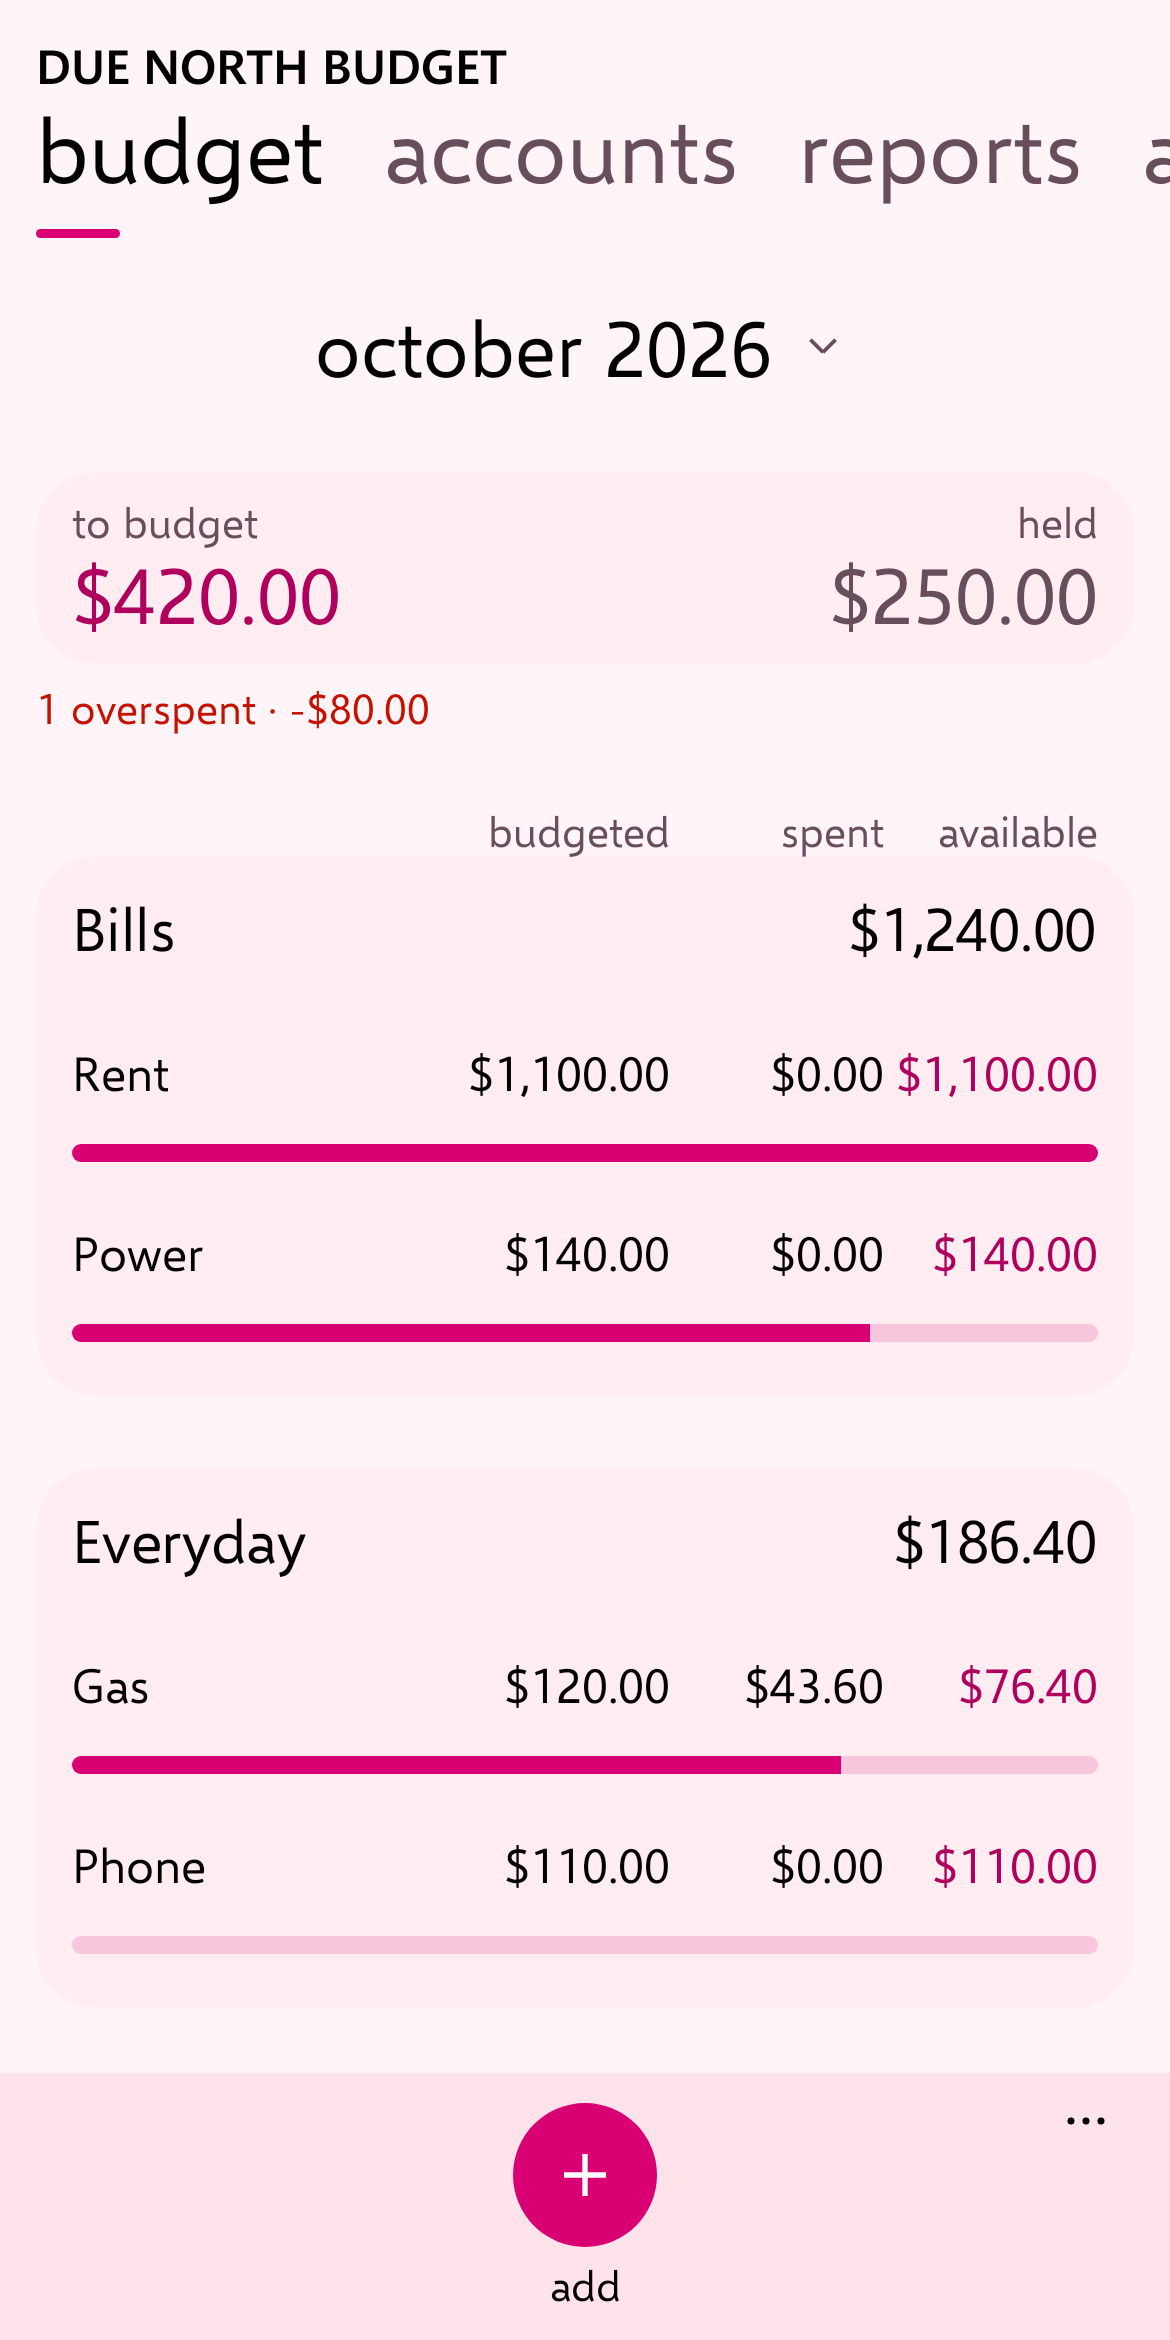 DUE NORTH BUDGET
budget accounts reports a
october 2026
to budget held
$420.00 $250.00
1 overspent · -$80.00
budgeted spent available
Bills $1,240.00
Rent $1,100.00 $0.00 $1,100.00
Power $140.00 $0.00 $140.00
Everyday $186.40
Gas $120.00 $43.60 $76.40
Phone $110.00 $0.00 $110.00
...
add